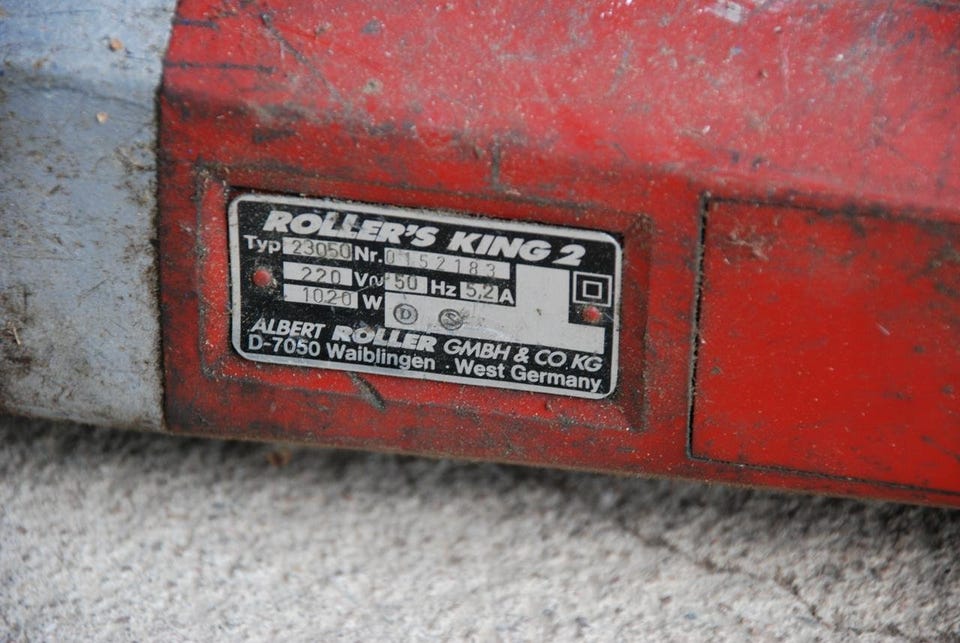 ROLLER'S KING 2
Typ 23050 Nr. 0152183
220 V~ 50 Hz 5,2 A
1020 W D S
ALBERT ROLLER GMBH & CO. KG
D-7050 Waiblingen · West Germany